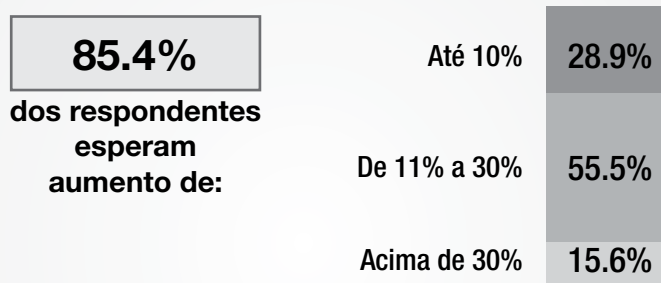 85.4%
dos respondentes
esperam
aumento de:
Até 10% 28.9%
De 11% a 30% 55.5%
Acima de 30% 15.6%